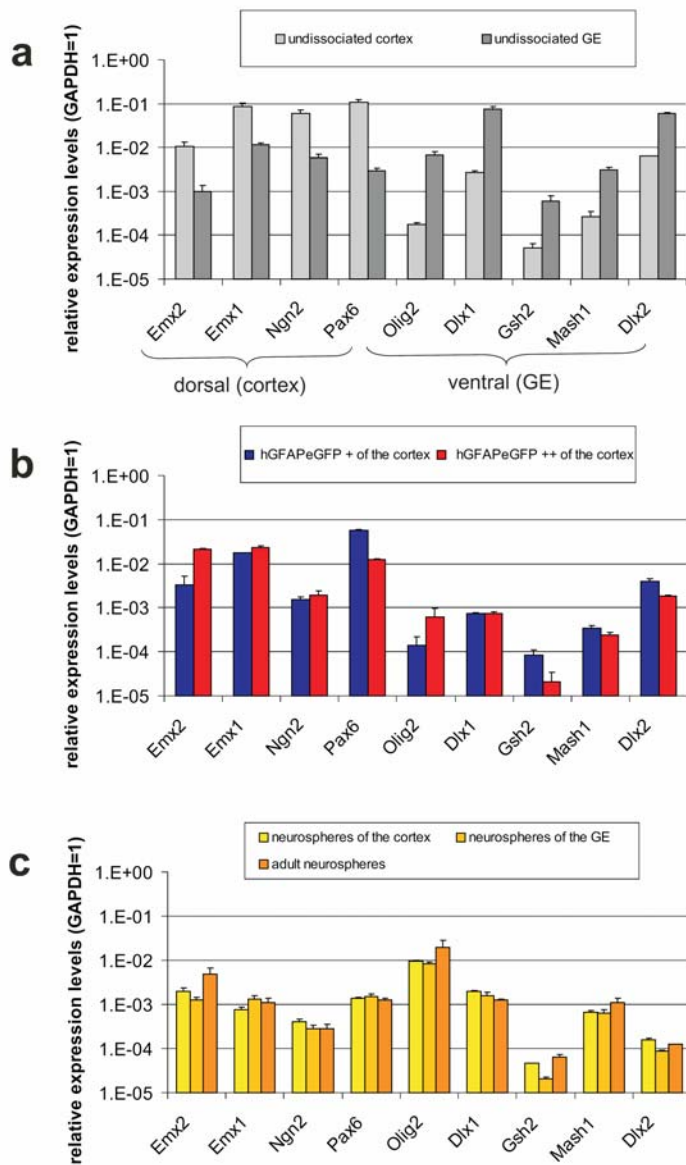 a
undissociated cortex undissociated GE
relative expression levels (GAPDH=1)
1.E+00
1.E-01
1.E-02
1.E-03
1.E-04
1.E-05
Emx2 Emx1 Ngn2 Pax6 Olig2 Dlx1 Gsh2 Mash1 Dlx2
dorsal (cortex) ventral (GE)
b
hGFAPeGFP + of the cortex hGFAPeGFP ++ of the cortex
relative expression levels (GAPDH=1)
1.E+00
1.E-01
1.E-02
1.E-03
1.E-04
1.E-05
Emx2 Emx1 Ngn2 Pax6 Olig2 Dlx1 Gsh2 Mash1 Dlx2
c
neurospheres of the cortex neurospheres of the GE
adult neurospheres
relative expression levels (GAPDH=1)
1.E+00
1.E-01
1.E-02
1.E-03
1.E-04
1.E-05
Emx2 Emx1 Ngn2 Pax6 Olig2 Dlx1 Gsh2 Mash1 Dlx2